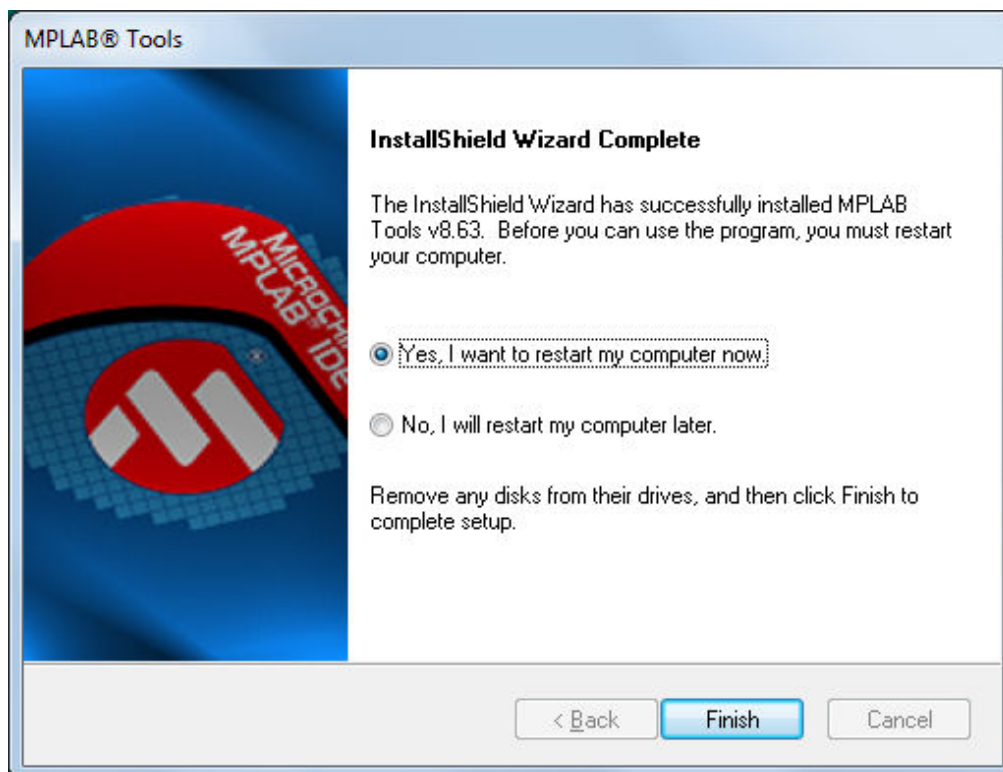 MPLAB® Tools
MICROCHIP
MPLAB® IDE
®
InstallShield Wizard Complete
The InstallShield Wizard has successfully installed MPLAB
Tools v8.63. Before you can use the program, you must restart
your computer.
Yes, I want to restart my computer now.
No, I will restart my computer later.
Remove any disks from their drives, and then click Finish to
complete setup.
< Back
Finish
Cancel